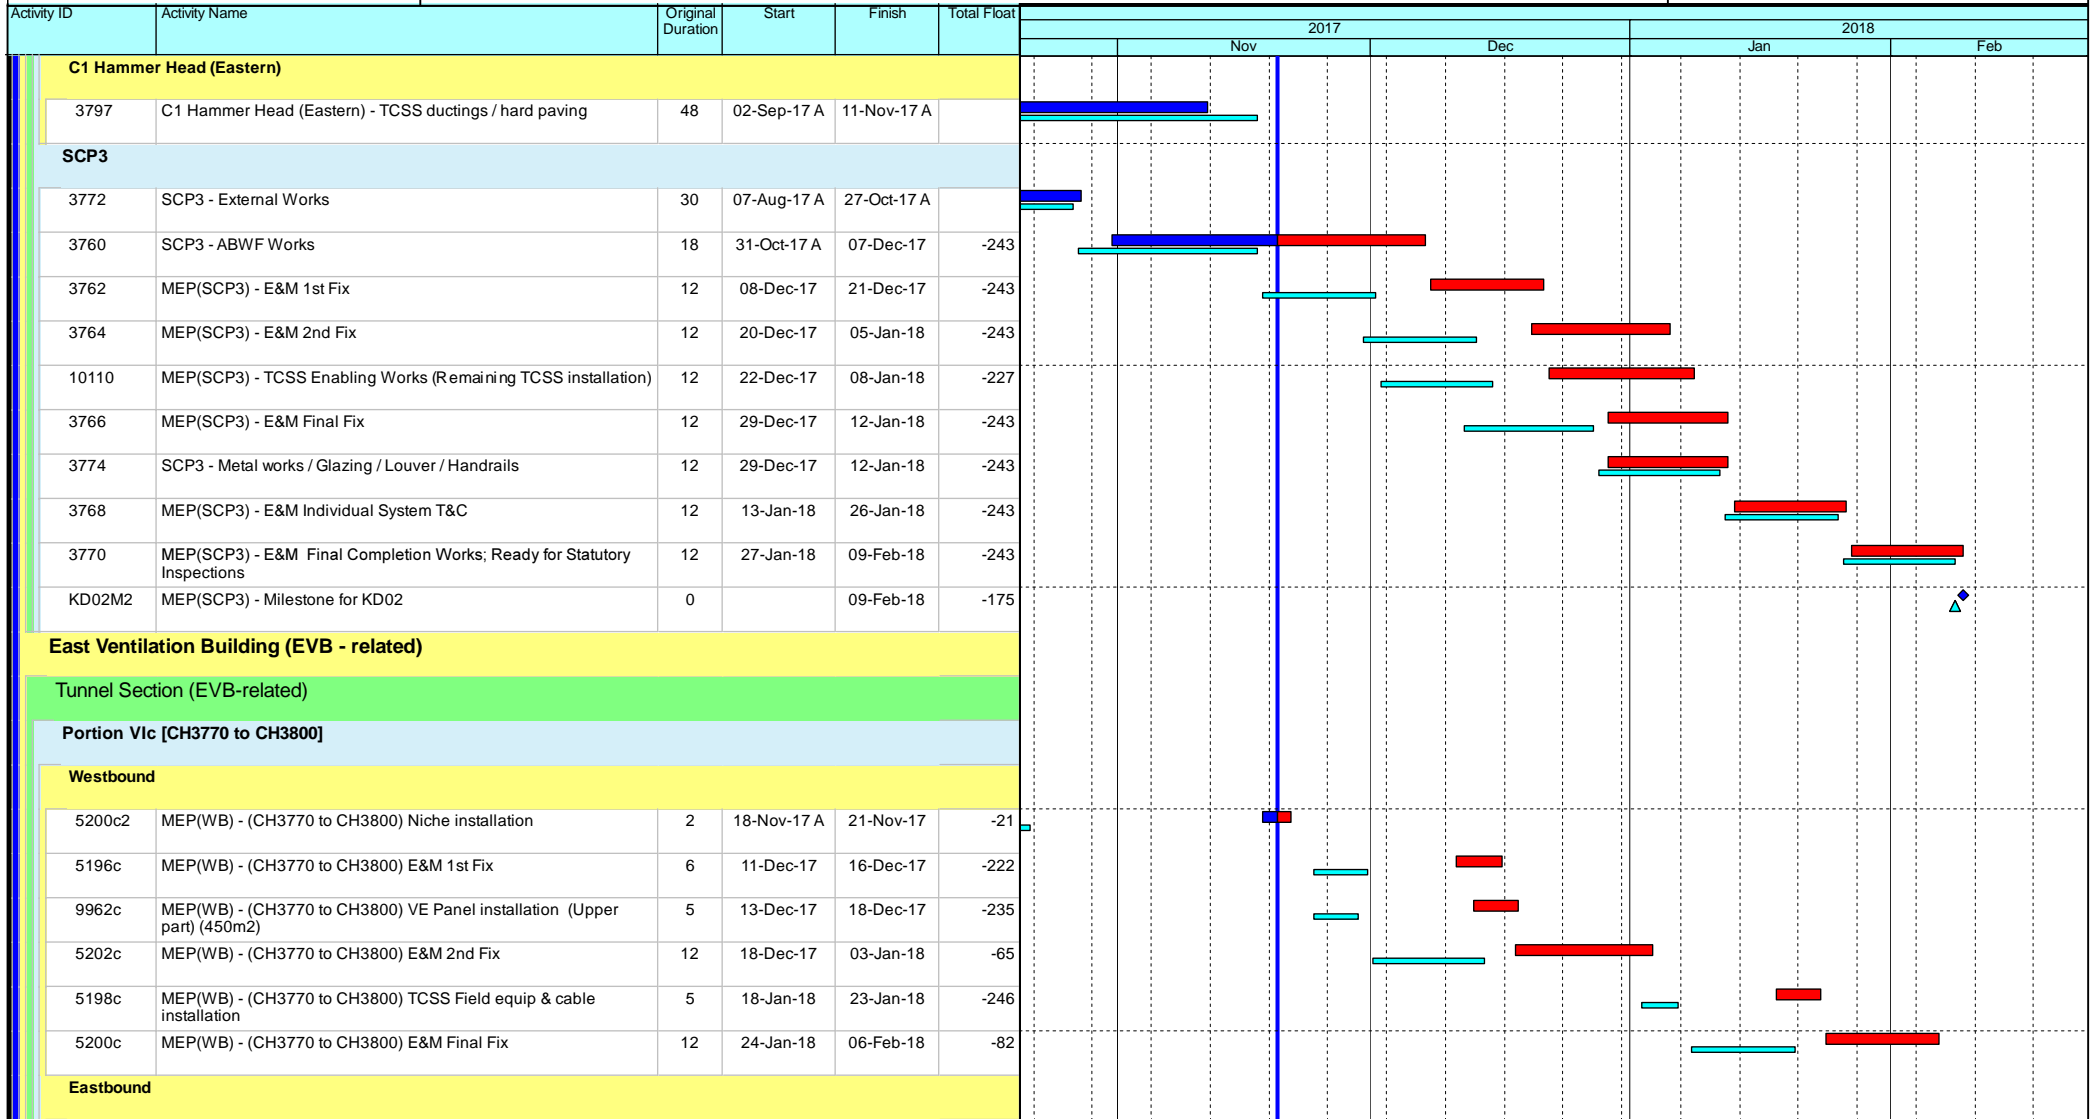 Activity ID Activity Name Original Start Finish Total Float
Duration
2017 2018
Nov Dec Jan Feb
C1 Hammer Head (Eastern)
3797 C1 Hammer Head (Eastern) - TCSS ductings / hard paving 48 02-Sep-17 A 11-Nov-17 A
SCP3
3772 SCP3 - External Works 30 07-Aug-17 A 27-Oct-17 A
3760 SCP3 - ABWF Works 18 31-Oct-17 A 07-Dec-17 -243
3762 MEP(SCP3) - E&M 1st Fix 12 08-Dec-17 21-Dec-17 -243
3764 MEP(SCP3) - E&M 2nd Fix 12 20-Dec-17 05-Jan-18 -243
10110 MEP(SCP3) - TCSS Enabling Works (Remaining TCSS installation) 12 22-Dec-17 08-Jan-18 -227
3766 MEP(SCP3) - E&M Final Fix 12 29-Dec-17 12-Jan-18 -243
3774 SCP3 - Metal works / Glazing / Louver / Handrails 12 29-Dec-17 12-Jan-18 -243
3768 MEP(SCP3) - E&M Individual System T&C 12 13-Jan-18 26-Jan-18 -243
3770 MEP(SCP3) - E&M Final Completion Works; Ready for Statutory 12 27-Jan-18 09-Feb-18 -243
Inspections
KD02M2 MEP(SCP3) - Milestone for KD02 0 09-Feb-18 -175
East Ventilation Building (EVB - related)
Tunnel Section (EVB-related)
Portion VIc [CH3770 to CH3800]
Westbound
5200c2 MEP(WB) - (CH3770 to CH3800) Niche installation 2 18-Nov-17 A 21-Nov-17 -21
5196c MEP(WB) - (CH3770 to CH3800) E&M 1st Fix 6 11-Dec-17 16-Dec-17 -222
9962c MEP(WB) - (CH3770 to CH3800) VE Panel installation (Upper 5 13-Dec-17 18-Dec-17 -235
part) (450m2)
5202c MEP(WB) - (CH3770 to CH3800) E&M 2nd Fix 12 18-Dec-17 03-Jan-18 -65
5198c MEP(WB) - (CH3770 to CH3800) TCSS Field equip & cable 5 18-Jan-18 23-Jan-18 -246
installation
5200c MEP(WB) - (CH3770 to CH3800) E&M Final Fix 12 24-Jan-18 06-Feb-18 -82
Eastbound